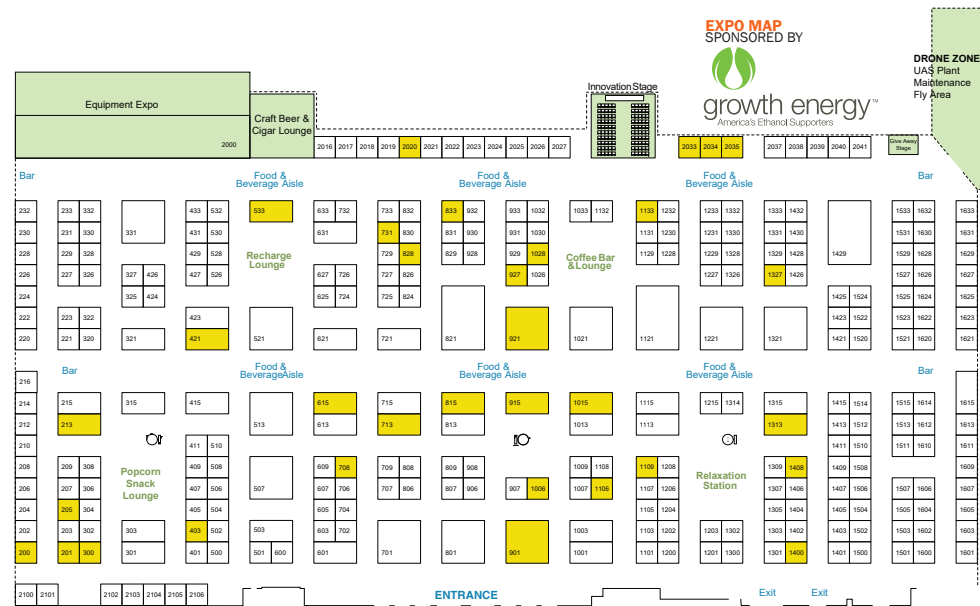 EXPO MAP
SPONSORED BY
growth energy™
America's Ethanol Supporters
DRONE ZONE
UAS Plant
Maintenance
Fly Area
Innovation Stage
Equipment Expo
Craft Beer &
Cigar Lounge
2000
Give Away
Stage
2016 2017 2018 2019 2020 2021 2022 2023 2024 2025 2026 2027 2033 2034 2035 2037 2038 2039 2040 2041
Bar Food & Food & Food & Bar
Beverage Aisle Beverage Aisle Beverage Aisle
232 233 332 433 532 533 633 732 733 832 833 932 933 1032 1033 1132 1133 1232 1233 1332 1333 1432 1533 1632 1633
230 231 330 331 431 530 631 731 830 831 930 931 1030 1131 1230 1231 1330 1331 1430 1531 1630 1631
228 229 328 429 528 729 828 829 928 929 1028 1129 1228 1229 1328 1329 1428 1429 1529 1628 1629
Recharge
Lounge
Coffee Bar
& Lounge
226 227 326 327 426 427 526 627 726 727 826 927 1026 1227 1326 1327 1426 1527 1626 1627
224 325 424 625 724 725 824 1425 1524 1525 1624 1625
222 223 322 423 1423 1522 1523 1622 1623
220 221 320 321 421 521 621 721 821 921 1021 1121 1221 1321 1421 1520 1521 1620 1621
Bar Food & Food & Food & Bar
Beverage Aisle Beverage Aisle Beverage Aisle
216
214 215 315 415 615 715 815 915 1015 1115 1215 1314 1315 1415 1514 1515 1614 1615
212 213 513 613 713 813 1013 1113 1313 1413 1512 1513 1612 1613
210 411 510 1411 1510 1511 1610 1611
208 209 308 409 508 609 708 709 808 809 908 1009 1108 1109 1208 1309 1408 1409 1508 1609
Popcorn
Snack
Lounge
Relaxation
Station
206 207 306 407 506 507 607 706 707 806 807 906 907 1006 1007 1106 1107 1206 1307 1406 1407 1506 1507 1606 1607
204 205 304 405 504 605 704 1105 1204 1305 1404 1405 1504 1505 1604 1605
202 203 302 303 403 502 503 603 702 1003 1103 1202 1203 1302 1303 1402 1403 1502 1503 1602 1603
200 201 300 301 401 500 501 600 601 701 801 901 1001 1101 1200 1201 1300 1301 1400 1401 1500 1501 1600 1601
2100 2101 2102 2103 2104 2105 2106
ENTRANCE
Exit Exit